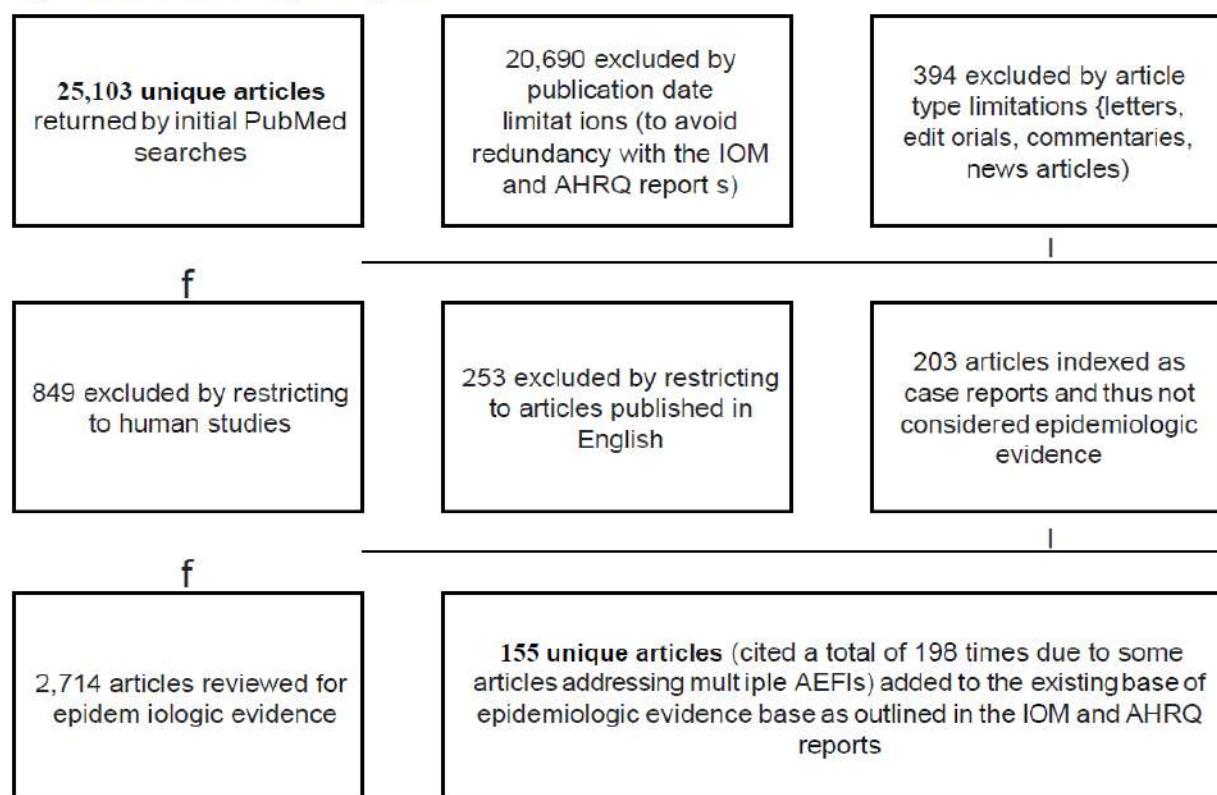 25,103 unique articles
returned by initial PubMed
searches
20,690 excluded by
publication date
limitat ions (to avoid
redundancy with the IOM
and AHRQ report s)
394 excluded by article
type limitations {letters,
edit orials, commentaries,
news articles)
849 excluded by restricting
to human studies
253 excluded by restricting
to articles published in
English
203 articles indexed as
case reports and thus not
considered epidemiologic
evidence
2,714 articles reviewed for
epidem iologic evidence
155 unique articles (cited a total of 198 times due to some
articles addressing mult iple AEFIs) added to the existing base of
epidemiologic evidence base as outlined in the IOM and AHRQ
reports